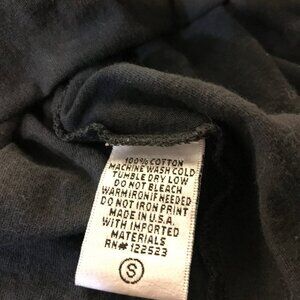 100% COTTON
MACHINE WASH COLD
TUMBLE DRY LOW
DO NOT BLEACH
WARM IRON IF NEEDED
DO NOT IRON PRINT
MADE IN U.S.A.
WITH IMPORTED
MATERIALS
RN# 122523
S